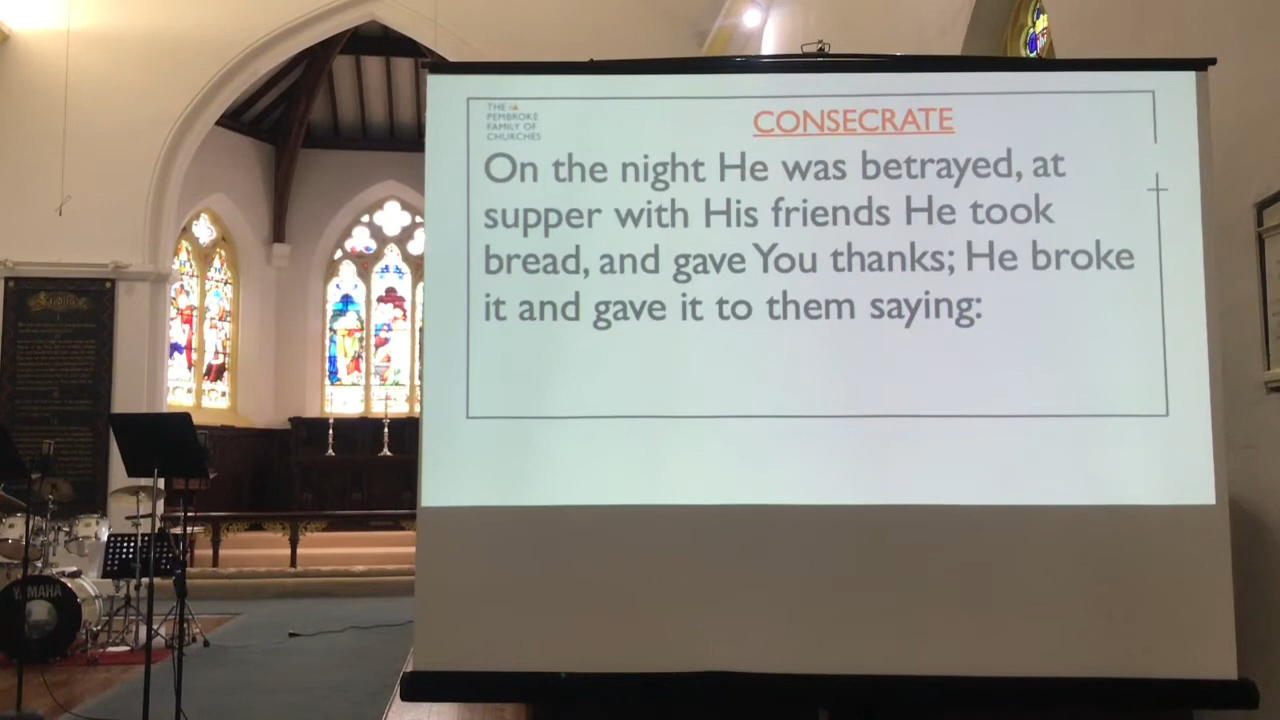 THE
PEMBROKE
FAMILY OF
CHURCHES
CONSECRATE
On the night He was betrayed, at
supper with His friends He took
bread, and gave You thanks; He broke
it and gave it to them saying:
YAMAHA